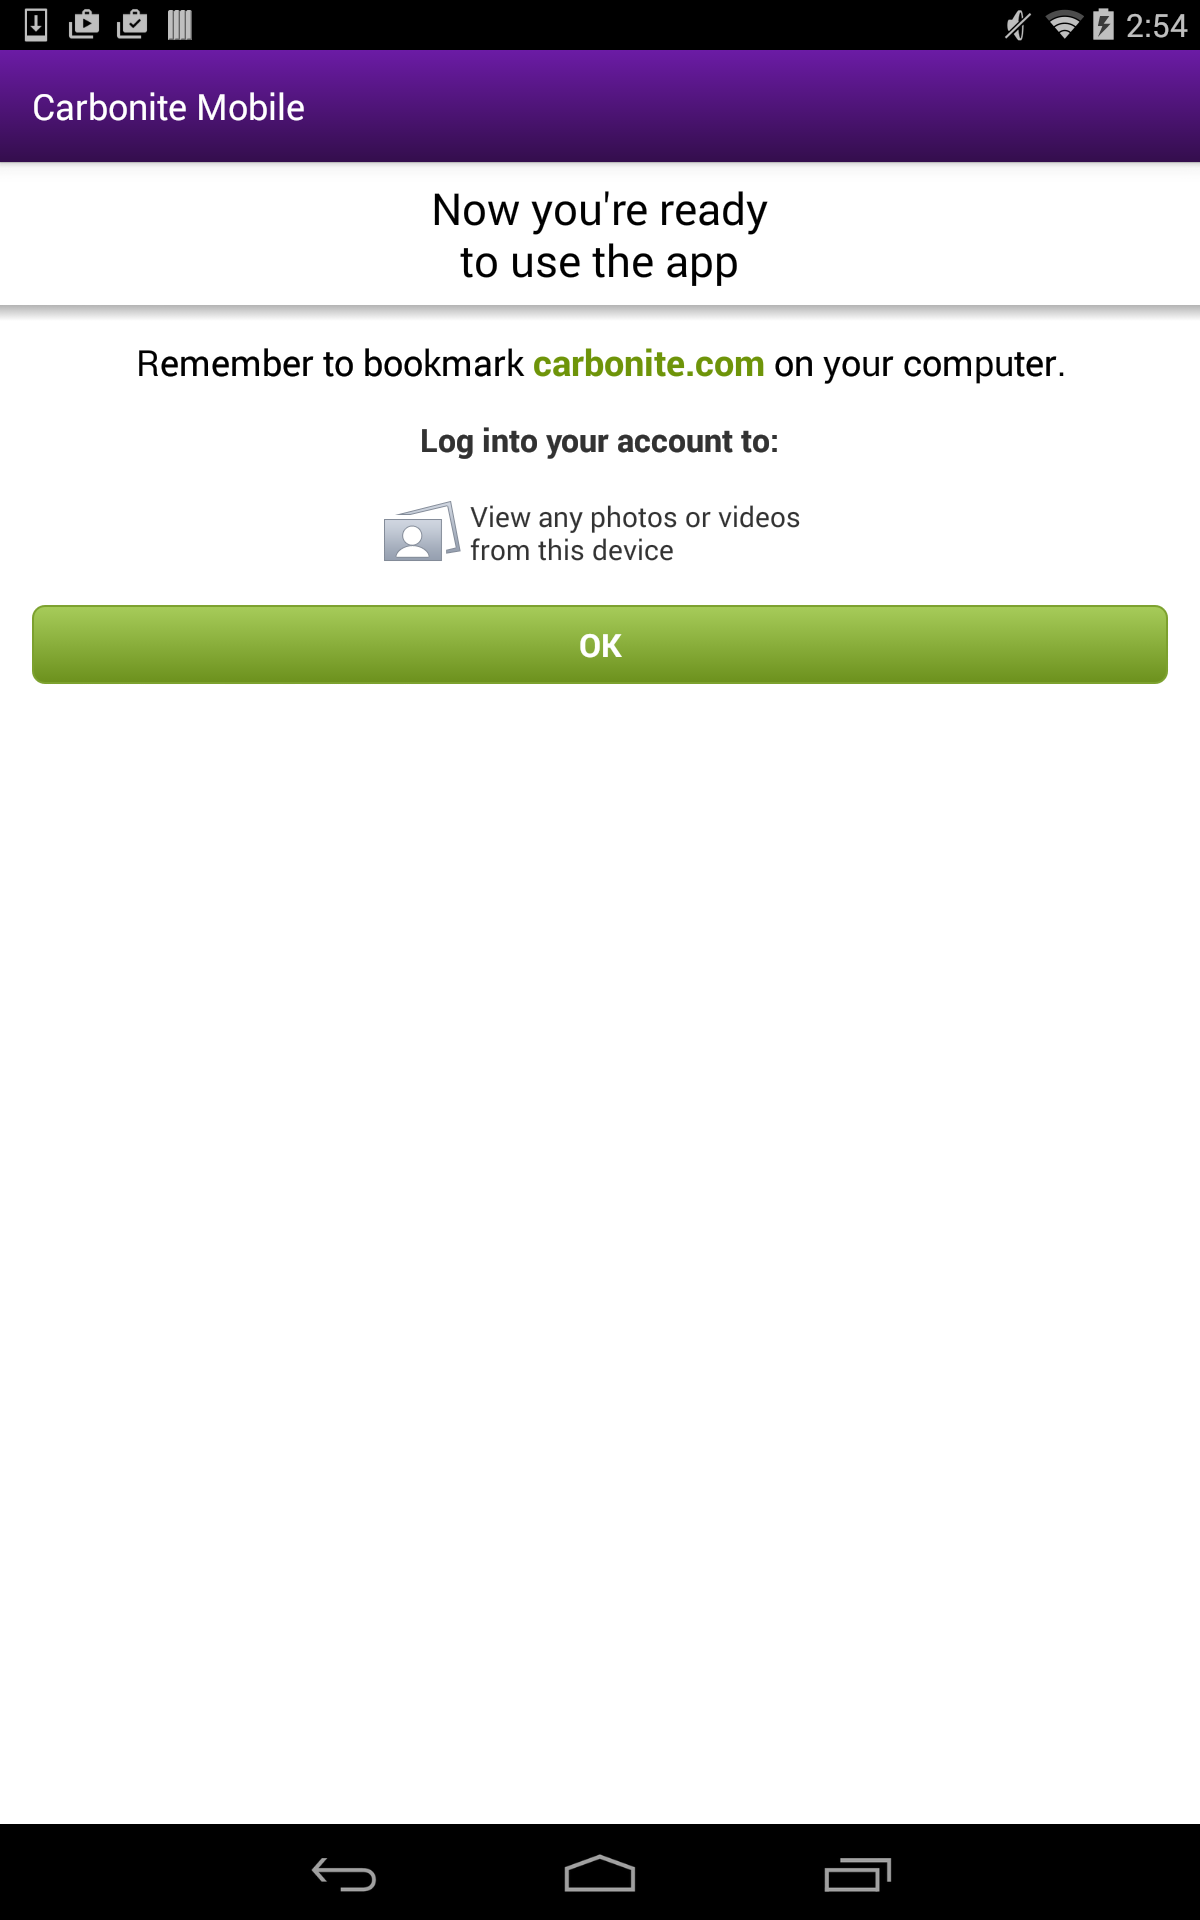 2:54
Carbonite Mobile
Now you're ready
to use the app
Remember to bookmark carbonite.com on your computer.
Log into your account to:
View any photos or videos
from this device
OK